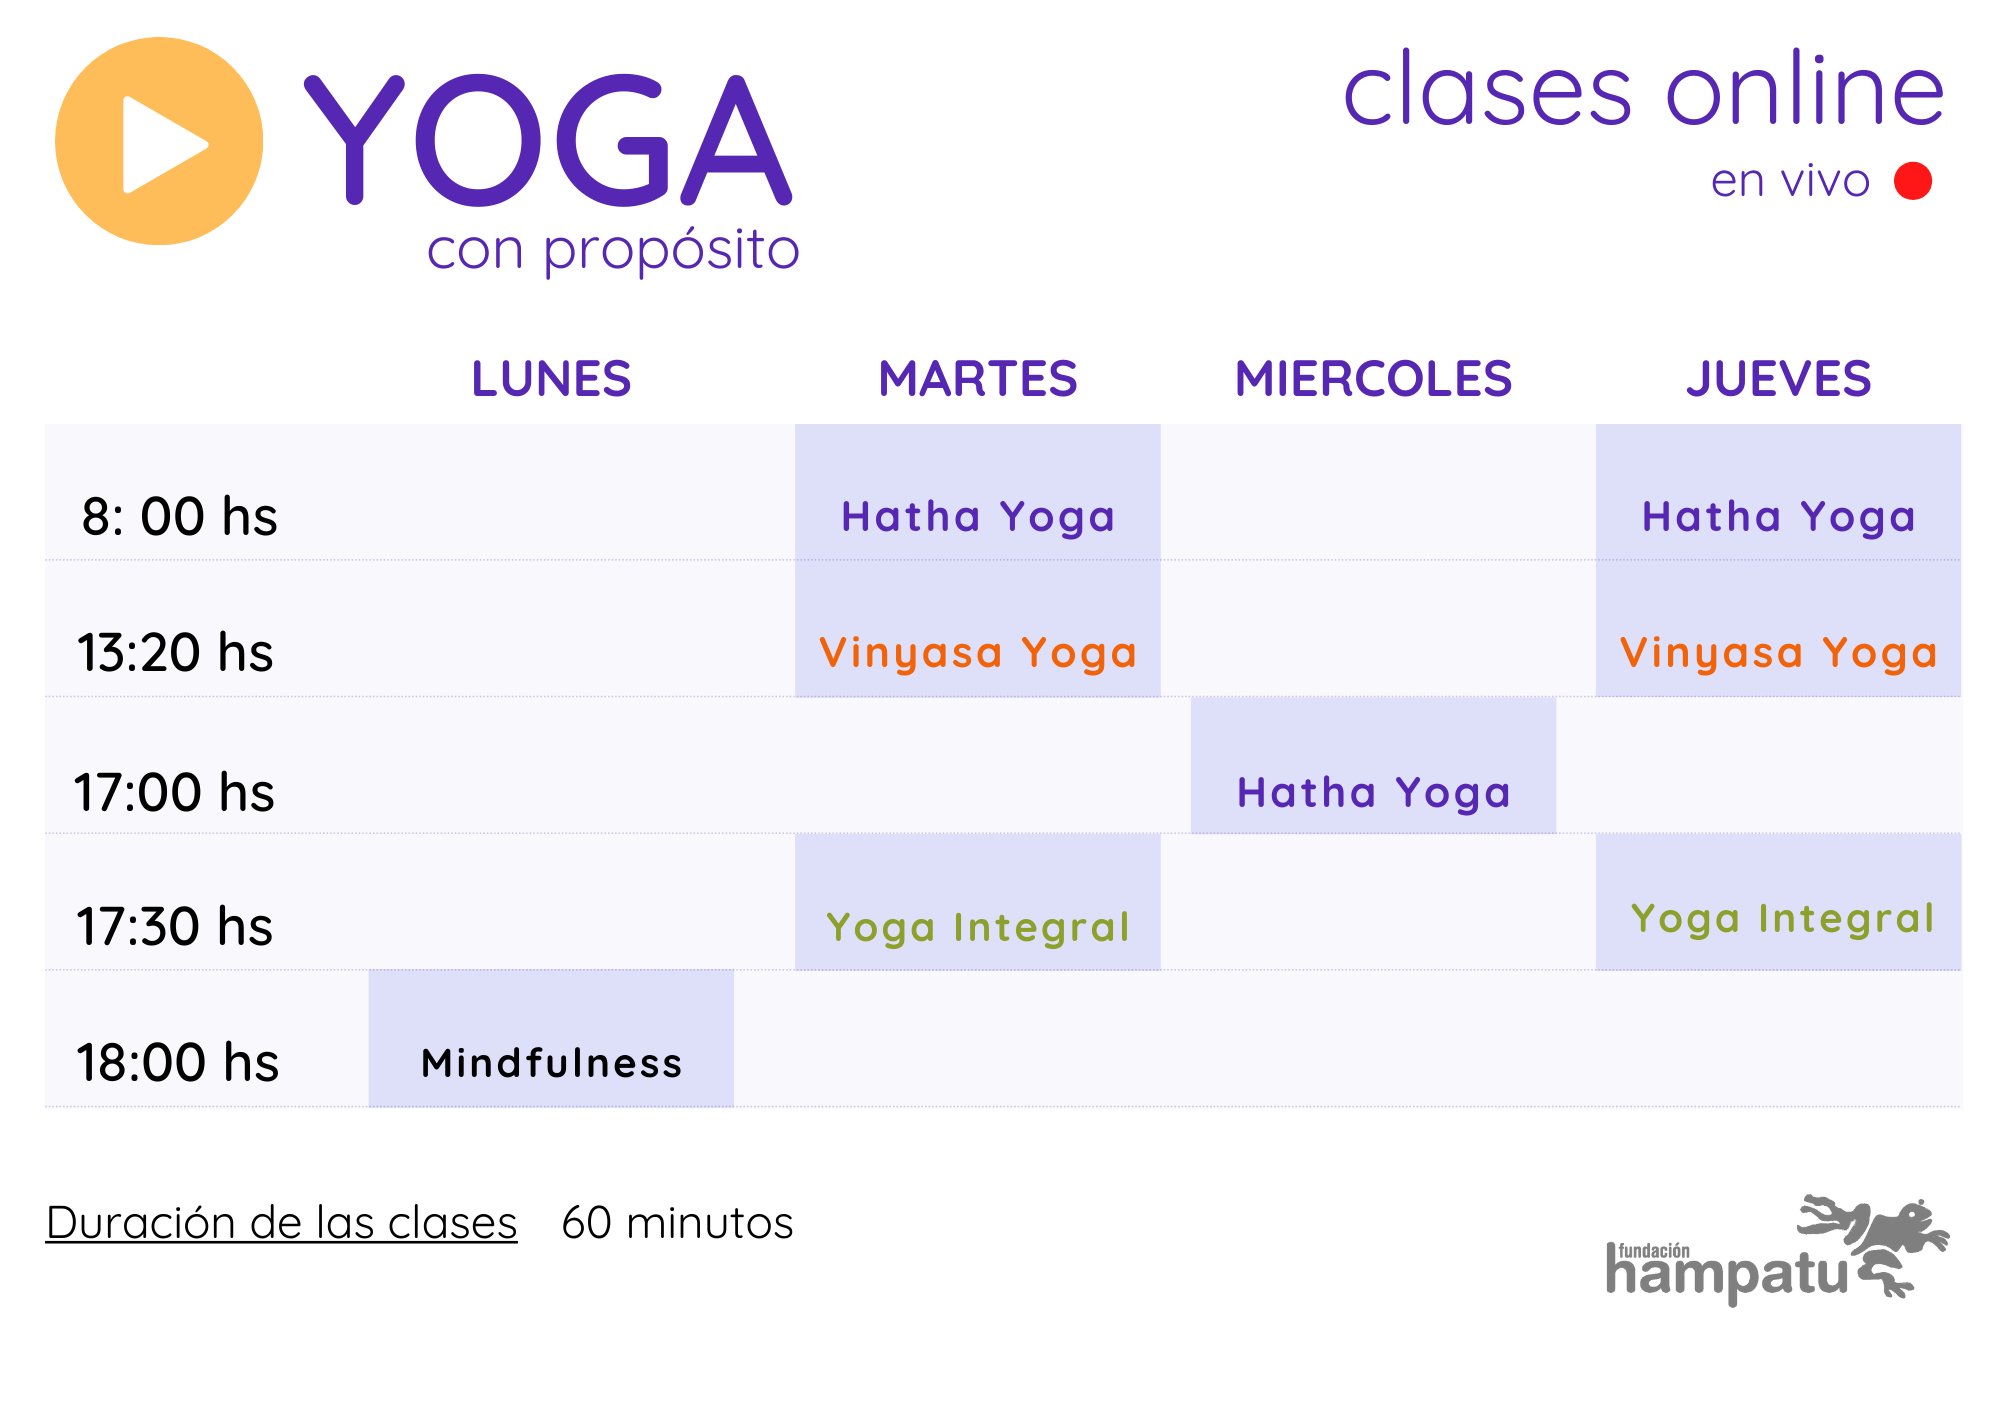 YOGA
con propósito
clases online
en vivo
LUNES MARTES MIERCOLES JUEVES
8: 00 hs Hatha Yoga Hatha Yoga
13:20 hs Vinyasa Yoga Vinyasa Yoga
17:00 hs Hatha Yoga
17:30 hs Yoga Integral Yoga Integral
18:00 hs Mindfulness
Duración de las clases 60 minutos
fundación
hampatu